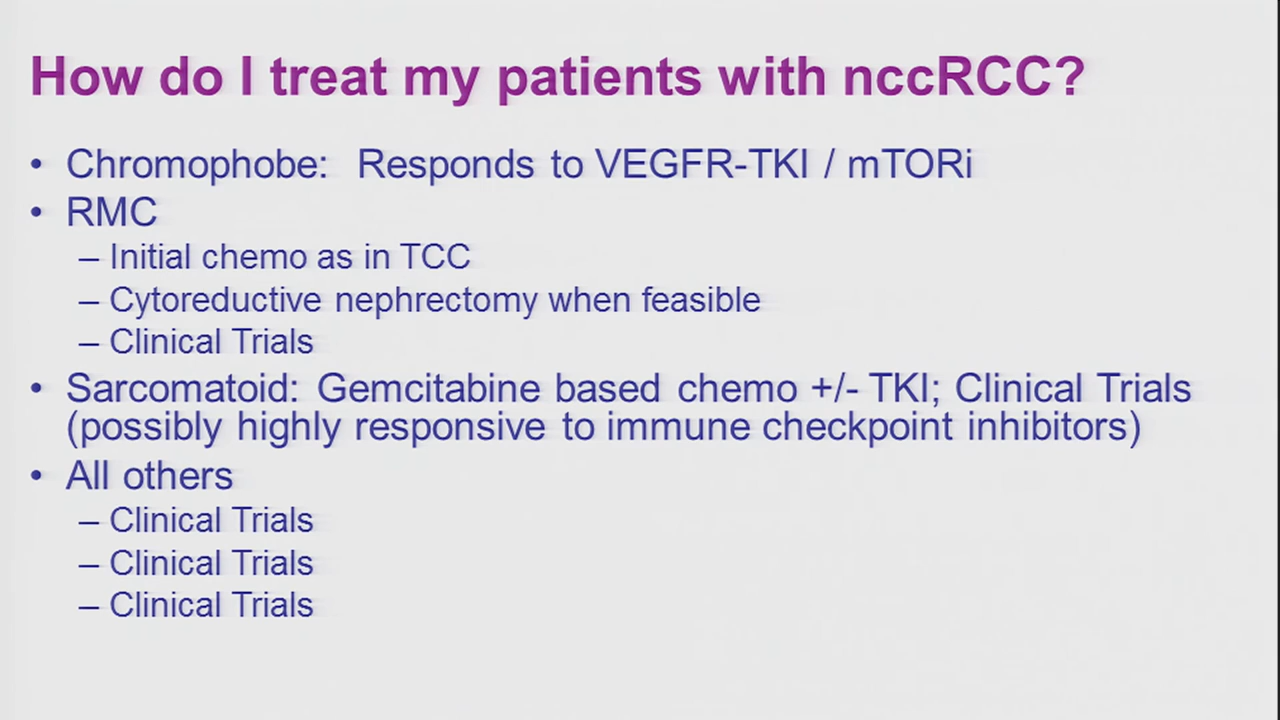 How do I treat my patients with nccRCC?
• Chromophobe: Responds to VEGFR-TKI / mTORi
• RMC
– Initial chemo as in TCC
– Cytoreductive nephrectomy when feasible
– Clinical Trials
• Sarcomatoid: Gemcitabine based chemo +/- TKI; Clinical Trials
(possibly highly responsive to immune checkpoint inhibitors)
• All others
– Clinical Trials
– Clinical Trials
– Clinical Trials